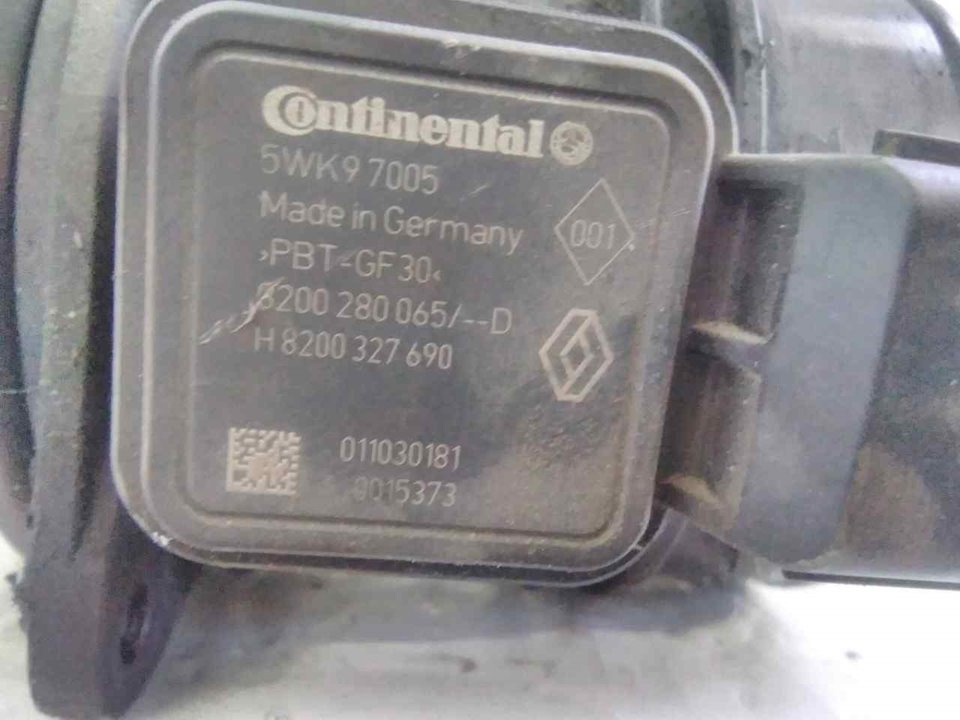 Continental
5WK9 7005
Made in Germany
001
›PBT-GF30‹
8200 280 065/--D
H 8200 327 690
011030181
0015373